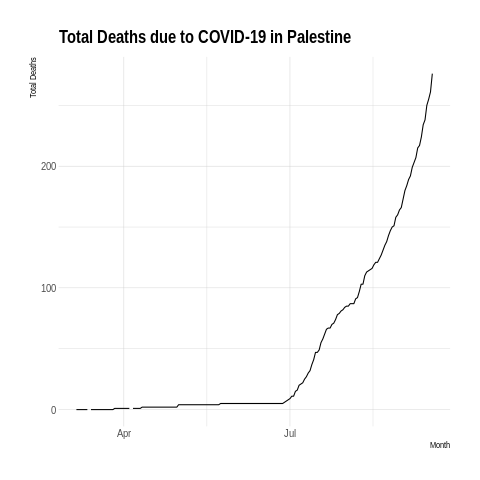 Total Deaths due to COVID-19 in Palestine
Total Deaths
200
100
0
Apr
Jul
Month